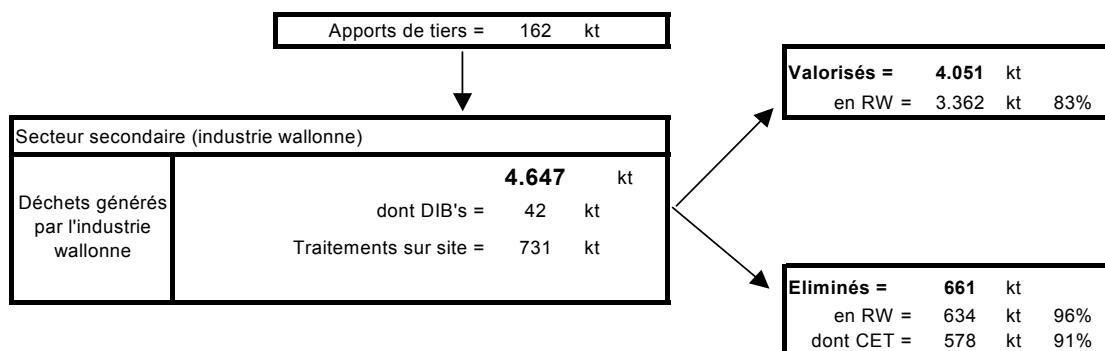 Apports de tiers = 162 kt
Valorisés = 4.051 kt
en RW = 3.362 kt 83%
Secteur secondaire (industrie wallonne)
Déchets générés
par l'industrie
wallonne
4.647 kt
dont DIB's = 42 kt
Traitements sur site = 731 kt
Eliminés = 661 kt
en RW = 634 kt 96%
dont CET = 578 kt 91%